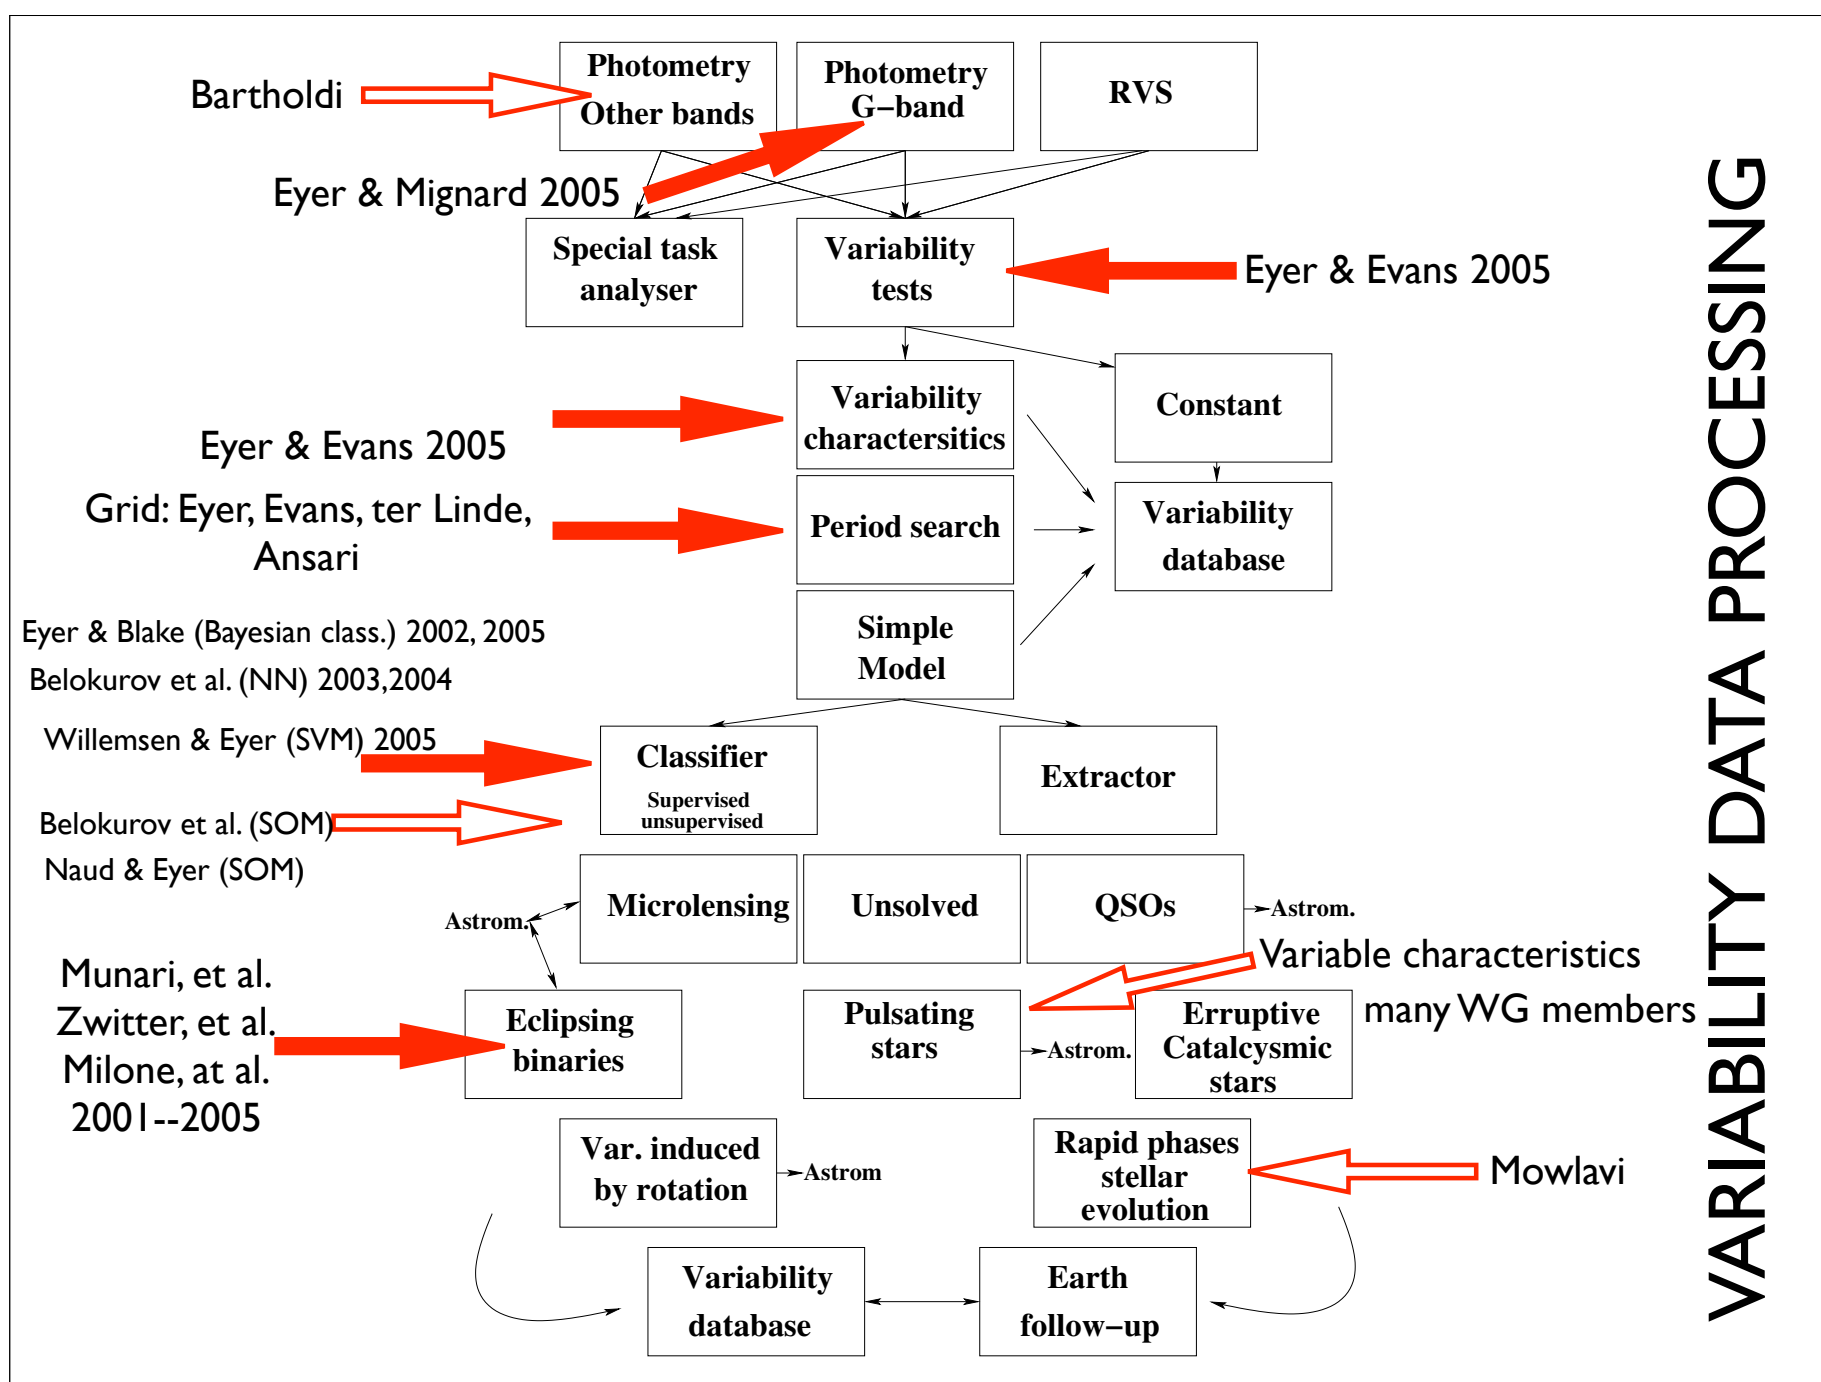 Photometry
Other bands
Photometry
G−band
RVS
Bartholdi
Eyer & Mignard 2005
Special task
analyser
Variability
tests
Eyer & Evans 2005
Variability
charactersitics
Constant
Eyer & Evans 2005
Grid: Eyer, Evans, ter Linde,
Ansari
Period search
Variability
database
Eyer & Blake (Bayesian class.) 2002, 2005
Belokurov et al. (NN) 2003,2004
Simple
Model
Willemsen & Eyer (SVM) 2005
Classifier
Supervised
unsupervised
Extractor
Belokurov et al. (SOM)
Naud & Eyer (SOM)
Astrom.
Microlensing
Unsolved
QSOs
Astrom.
Variable characteristics
many WG members
Munari, et al.
Zwitter, et al.
Milone, at al.
2001--2005
Eclipsing
binaries
Pulsating
stars
Astrom.
Erruptive
Catalcysmic
stars
Var. induced
by rotation
Astrom
Rapid phases
stellar
evolution
Mowlavi
Variability
database
Earth
follow−up
VARIABILITY DATA PROCESSING